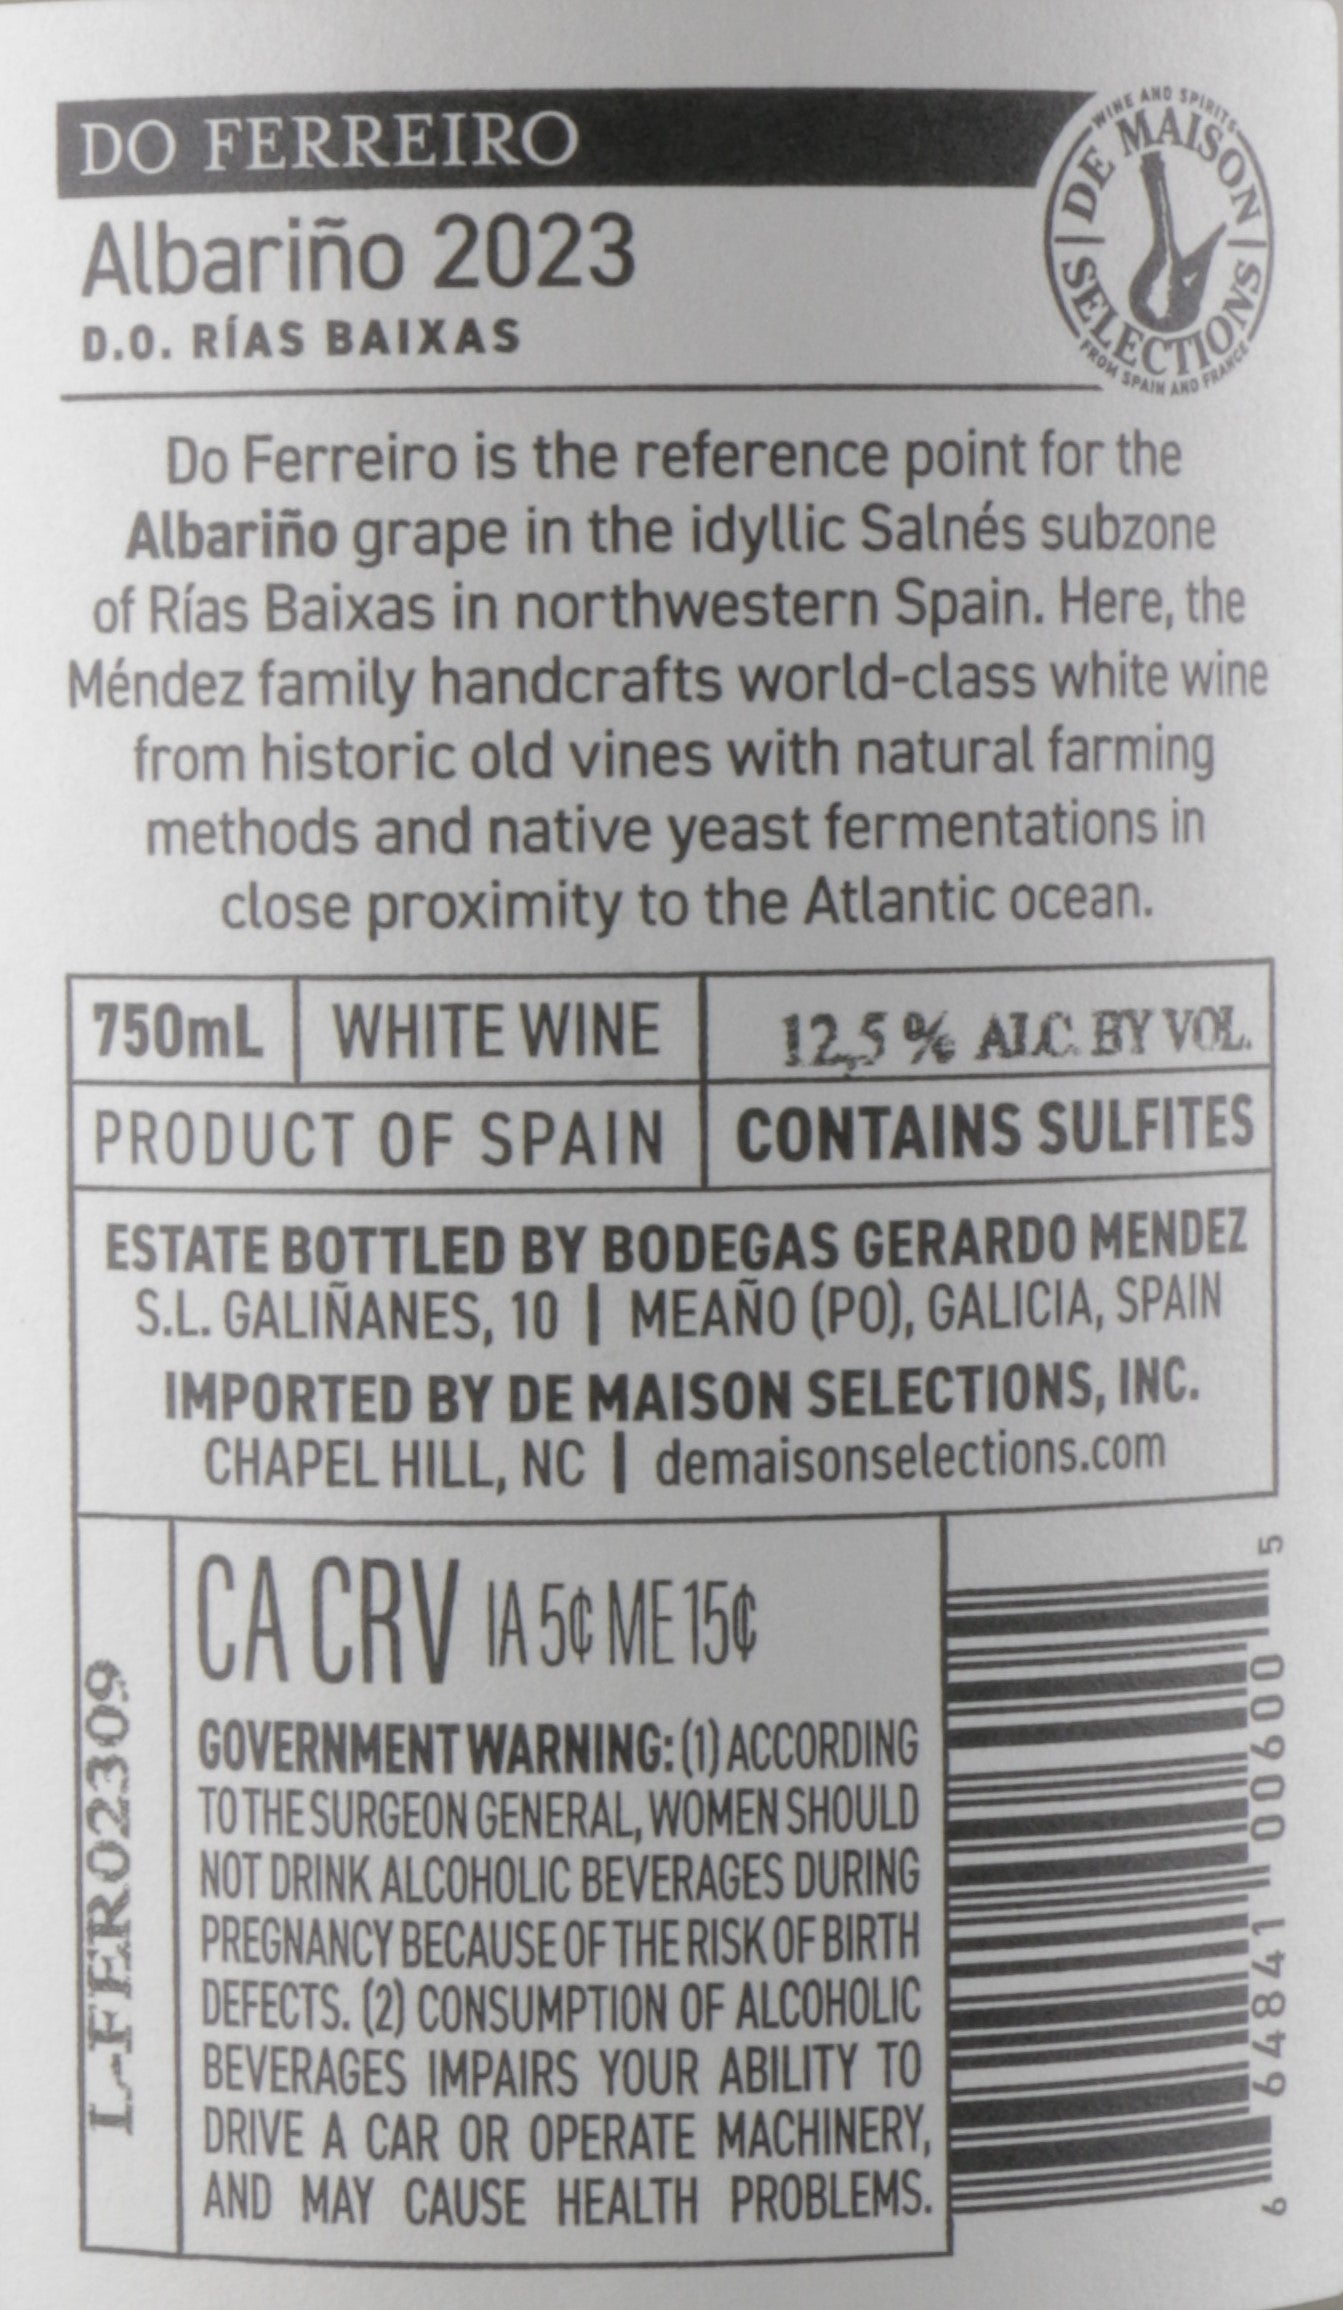 DO FERREIRO
WINE AND SPIRITS
DE MAISON
SELECTIONS
FROM SPAIN AND FRANCE
Albariño 2023
D.O. RÍAS BAIXAS
Do Ferreiro is the reference point for the
Albariño grape in the idyllic Salnés subzone
of Rías Baixas in northwestern Spain. Here, the
Méndez family handcrafts world-class white wine
from historic old vines with natural farming
methods and native yeast fermentations in
close proximity to the Atlantic ocean.
750mL WHITE WINE 12,5 % ALC. BY VOL.
PRODUCT OF SPAIN CONTAINS SULFITES
ESTATE BOTTLED BY BODEGAS GERARDO MENDEZ
S.L. GALIÑANES, 10 | MEAÑO (PO), GALICIA, SPAIN
IMPORTED BY DE MAISON SELECTIONS, INC.
CHAPEL HILL, NC | demaisonselections.com
L-FER02309
CA CRV IA 5¢ ME 15¢
GOVERNMENT WARNING: (1) ACCORDING
TO THE SURGEON GENERAL, WOMEN SHOULD
NOT DRINK ALCOHOLIC BEVERAGES DURING
PREGNANCY BECAUSE OF THE RISK OF BIRTH
DEFECTS. (2) CONSUMPTION OF ALCOHOLIC
BEVERAGES IMPAIRS YOUR ABILITY TO
DRIVE A CAR OR OPERATE MACHINERY,
AND MAY CAUSE HEALTH PROBLEMS.
6 64841 00600 5